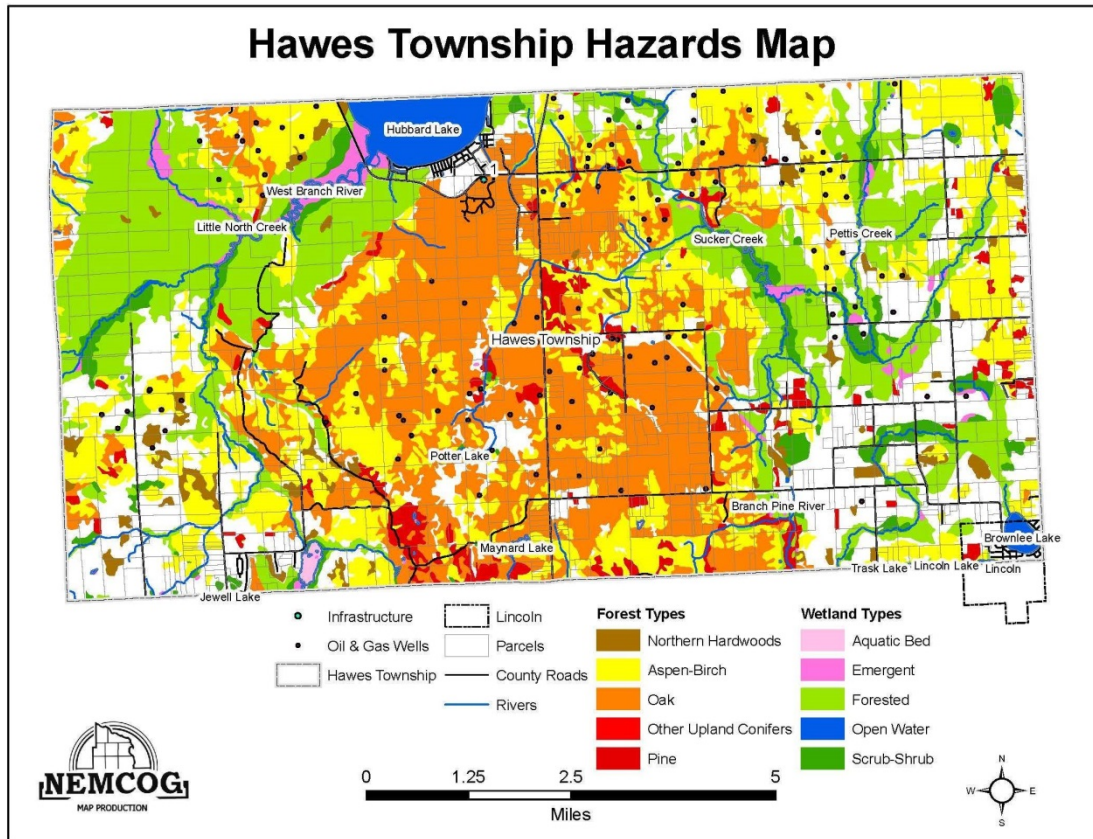 Hawes Township Hazards Map
Hubbard Lake
1
West Branch River
Little North Creek
Sucker Creek
Pettis Creek
Hawes Township
Potter Lake
Branch Pine River
Maynard Lake
Brownlee Lake
Trask Lake
Lincoln Lake
Lincoln
Jewell Lake
Infrastructure
Oil & Gas Wells
Hawes Township
Lincoln
Parcels
County Roads
Rivers
Forest Types
Northern Hardwoods
Aspen-Birch
Oak
Other Upland Conifers
Pine
Wetland Types
Aquatic Bed
Emergent
Forested
Open Water
Scrub-Shrub
NEMCOG
MAP PRODUCTION
0 1.25 2.5 5
Miles
N
W E
S